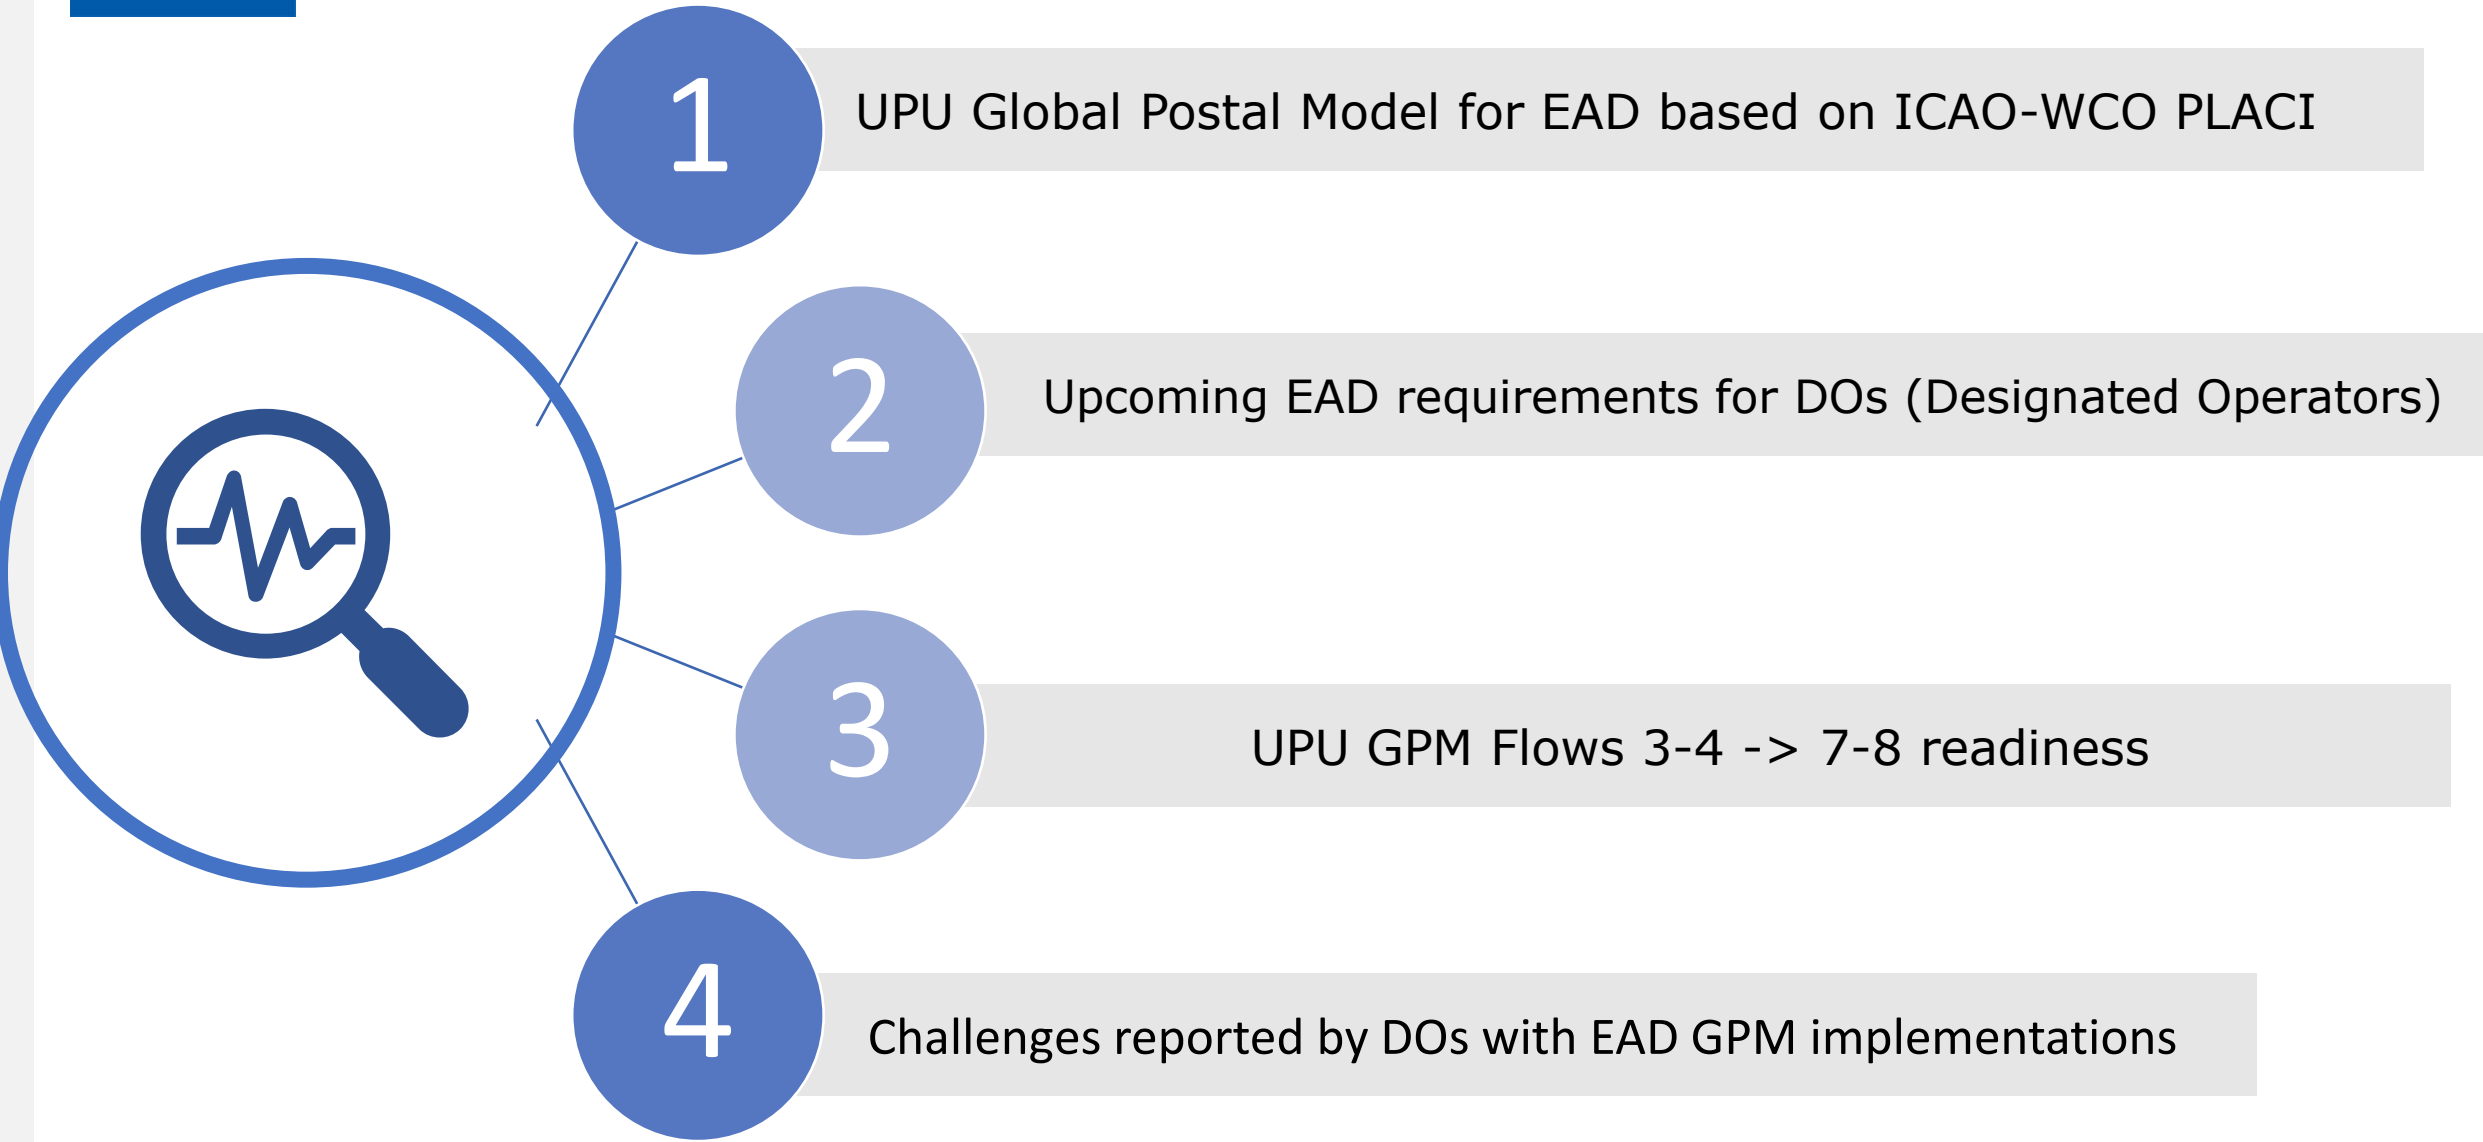 1
UPU Global Postal Model for EAD based on ICAO-WCO PLACI
2
Upcoming EAD requirements for DOs (Designated Operators)
3
UPU GPM Flows 3-4 -> 7-8 readiness
4
Challenges reported by DOs with EAD GPM implementations